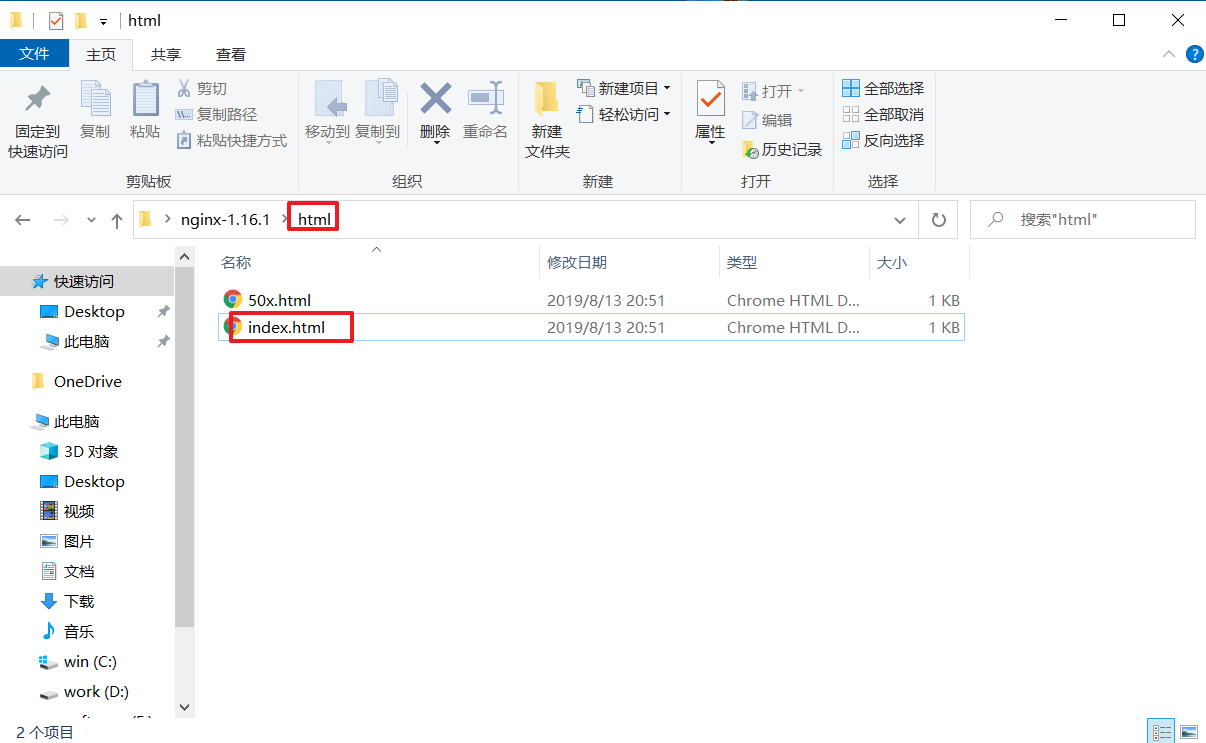 html
文件 主页 共享 查看
固定到
快速访问
复制
粘贴
剪切
复制路径
粘贴快捷方式
移动到 复制到
删除 重命名
新建
文件夹
新建项目
轻松访问
属性
打开
编辑
历史记录
全部选择
全部取消
反向选择
剪贴板 组织 新建 打开 选择
nginx-1.16.1 html
搜索"html"
名称 修改日期 类型 大小
50x.html 2019/8/13 20:51 Chrome HTML D... 1 KB
index.html 2019/8/13 20:51 Chrome HTML D... 1 KB
快速访问
Desktop
此电脑
OneDrive
此电脑
3D 对象
Desktop
视频
图片
文档
下载
音乐
win (C:)
work (D:)
2 个项目